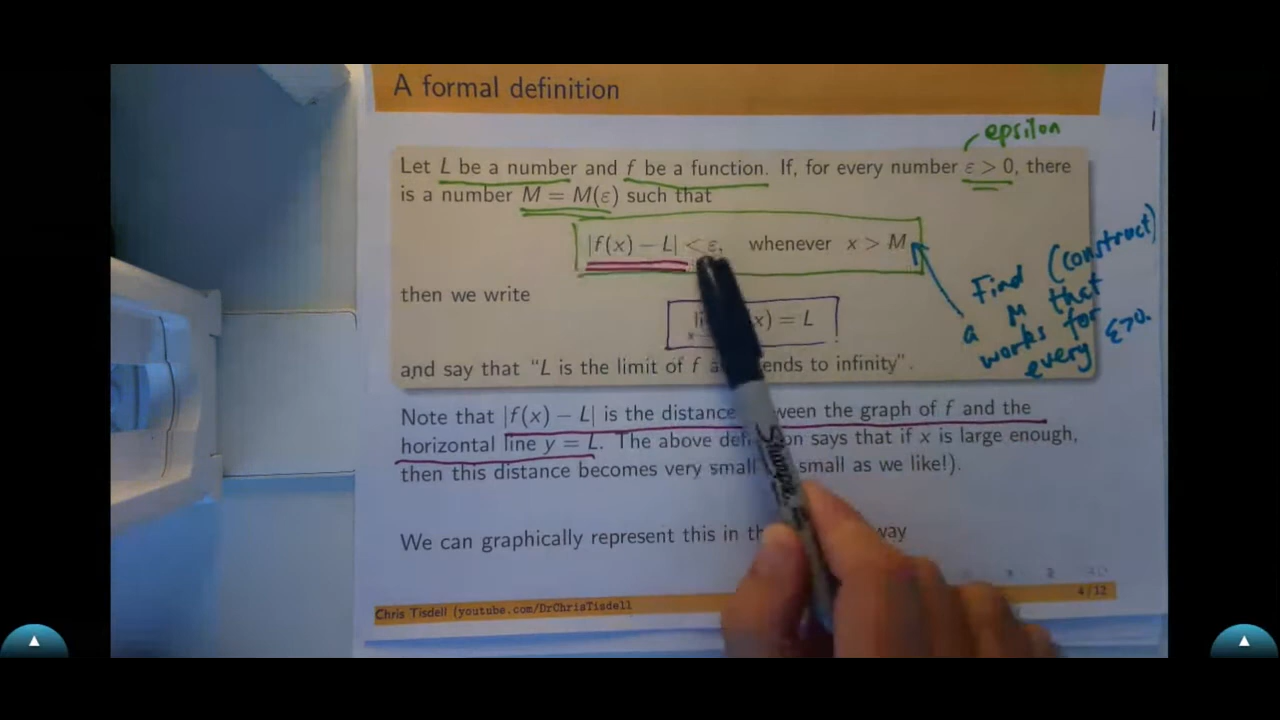 A formal definition
epsilon
Let L be a number and f be a function. If, for every number ε > 0, there
is a number M = M(ε) such that
|f(x) − L| < ε, whenever x > M
Find (construct)
a M that
works for
every ε>0.
then we write
x) = L
and say that "L is the limit of f a ends to infinity".
Note that |f(x) − L| is the distance ween the graph of f and the
horizontal line y = L. The above def on says that if x is large enough,
then this distance becomes very small small as we like!).
We can graphically represent this in th way
Chris Tisdell (youtube.com/DrChrisTisdell
4 / 12
Sharpie